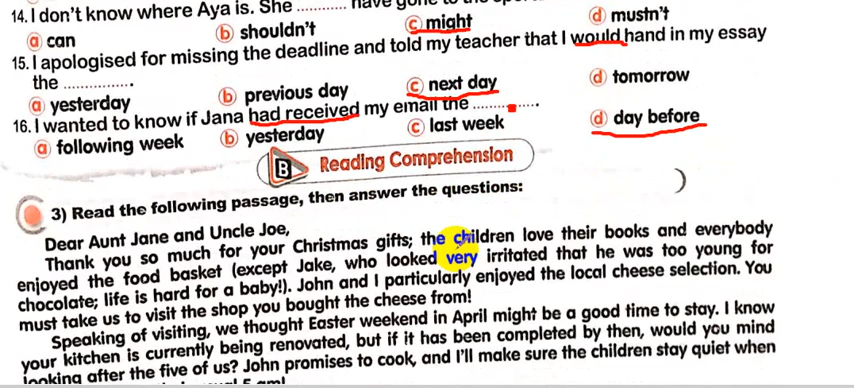 14. I don't know where Aya is. She ............ have gone to the
ⓐ can ⓑ shouldn't ⓒ might ⓓ mustn't
15. I apologised for missing the deadline and told my teacher that I would hand in my essay
the ............... .
ⓐ yesterday ⓑ previous day ⓒ next day ⓓ tomorrow
16. I wanted to know if Jana had received my email the ............... .
ⓐ following week ⓑ yesterday ⓒ last week ⓓ day before
B Reading Comprehension
3) Read the following passage, then answer the questions:
Dear Aunt Jane and Uncle Joe,
Thank you so much for your Christmas gifts; the children love their books and everybody
enjoyed the food basket (except Jake, who looked very irritated that he was too young for
chocolate; life is hard for a baby!). John and I particularly enjoyed the local cheese selection. You
must take us to visit the shop you bought the cheese from!
Speaking of visiting, we thought Easter weekend in April might be a good time to stay. I know
your kitchen is currently being renovated, but if it has been completed by then, would you mind
looking after the five of us? John promises to cook, and I'll make sure the children stay quiet when